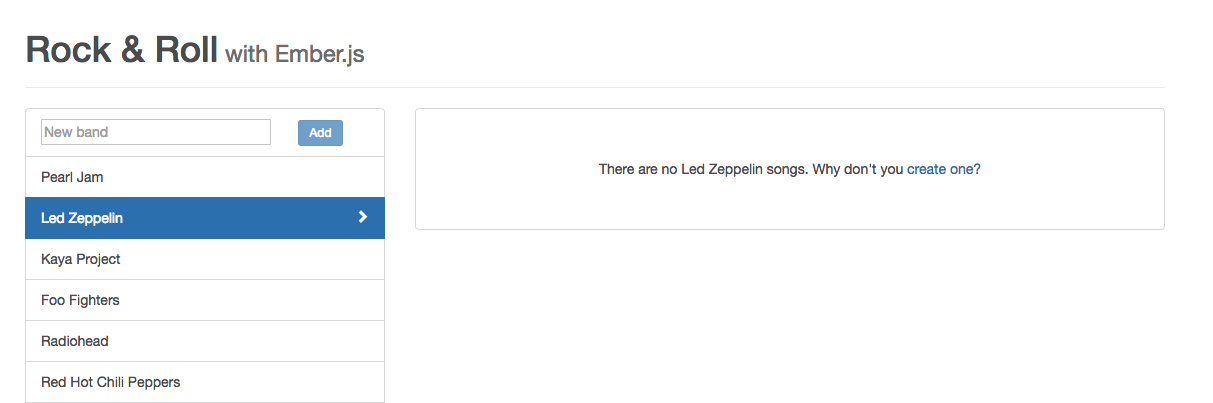 Rock & Roll with Ember.js
New band
Add
Pearl Jam
Led Zeppelin
Kaya Project
Foo Fighters
Radiohead
Red Hot Chili Peppers
There are no Led Zeppelin songs. Why don't you create one?